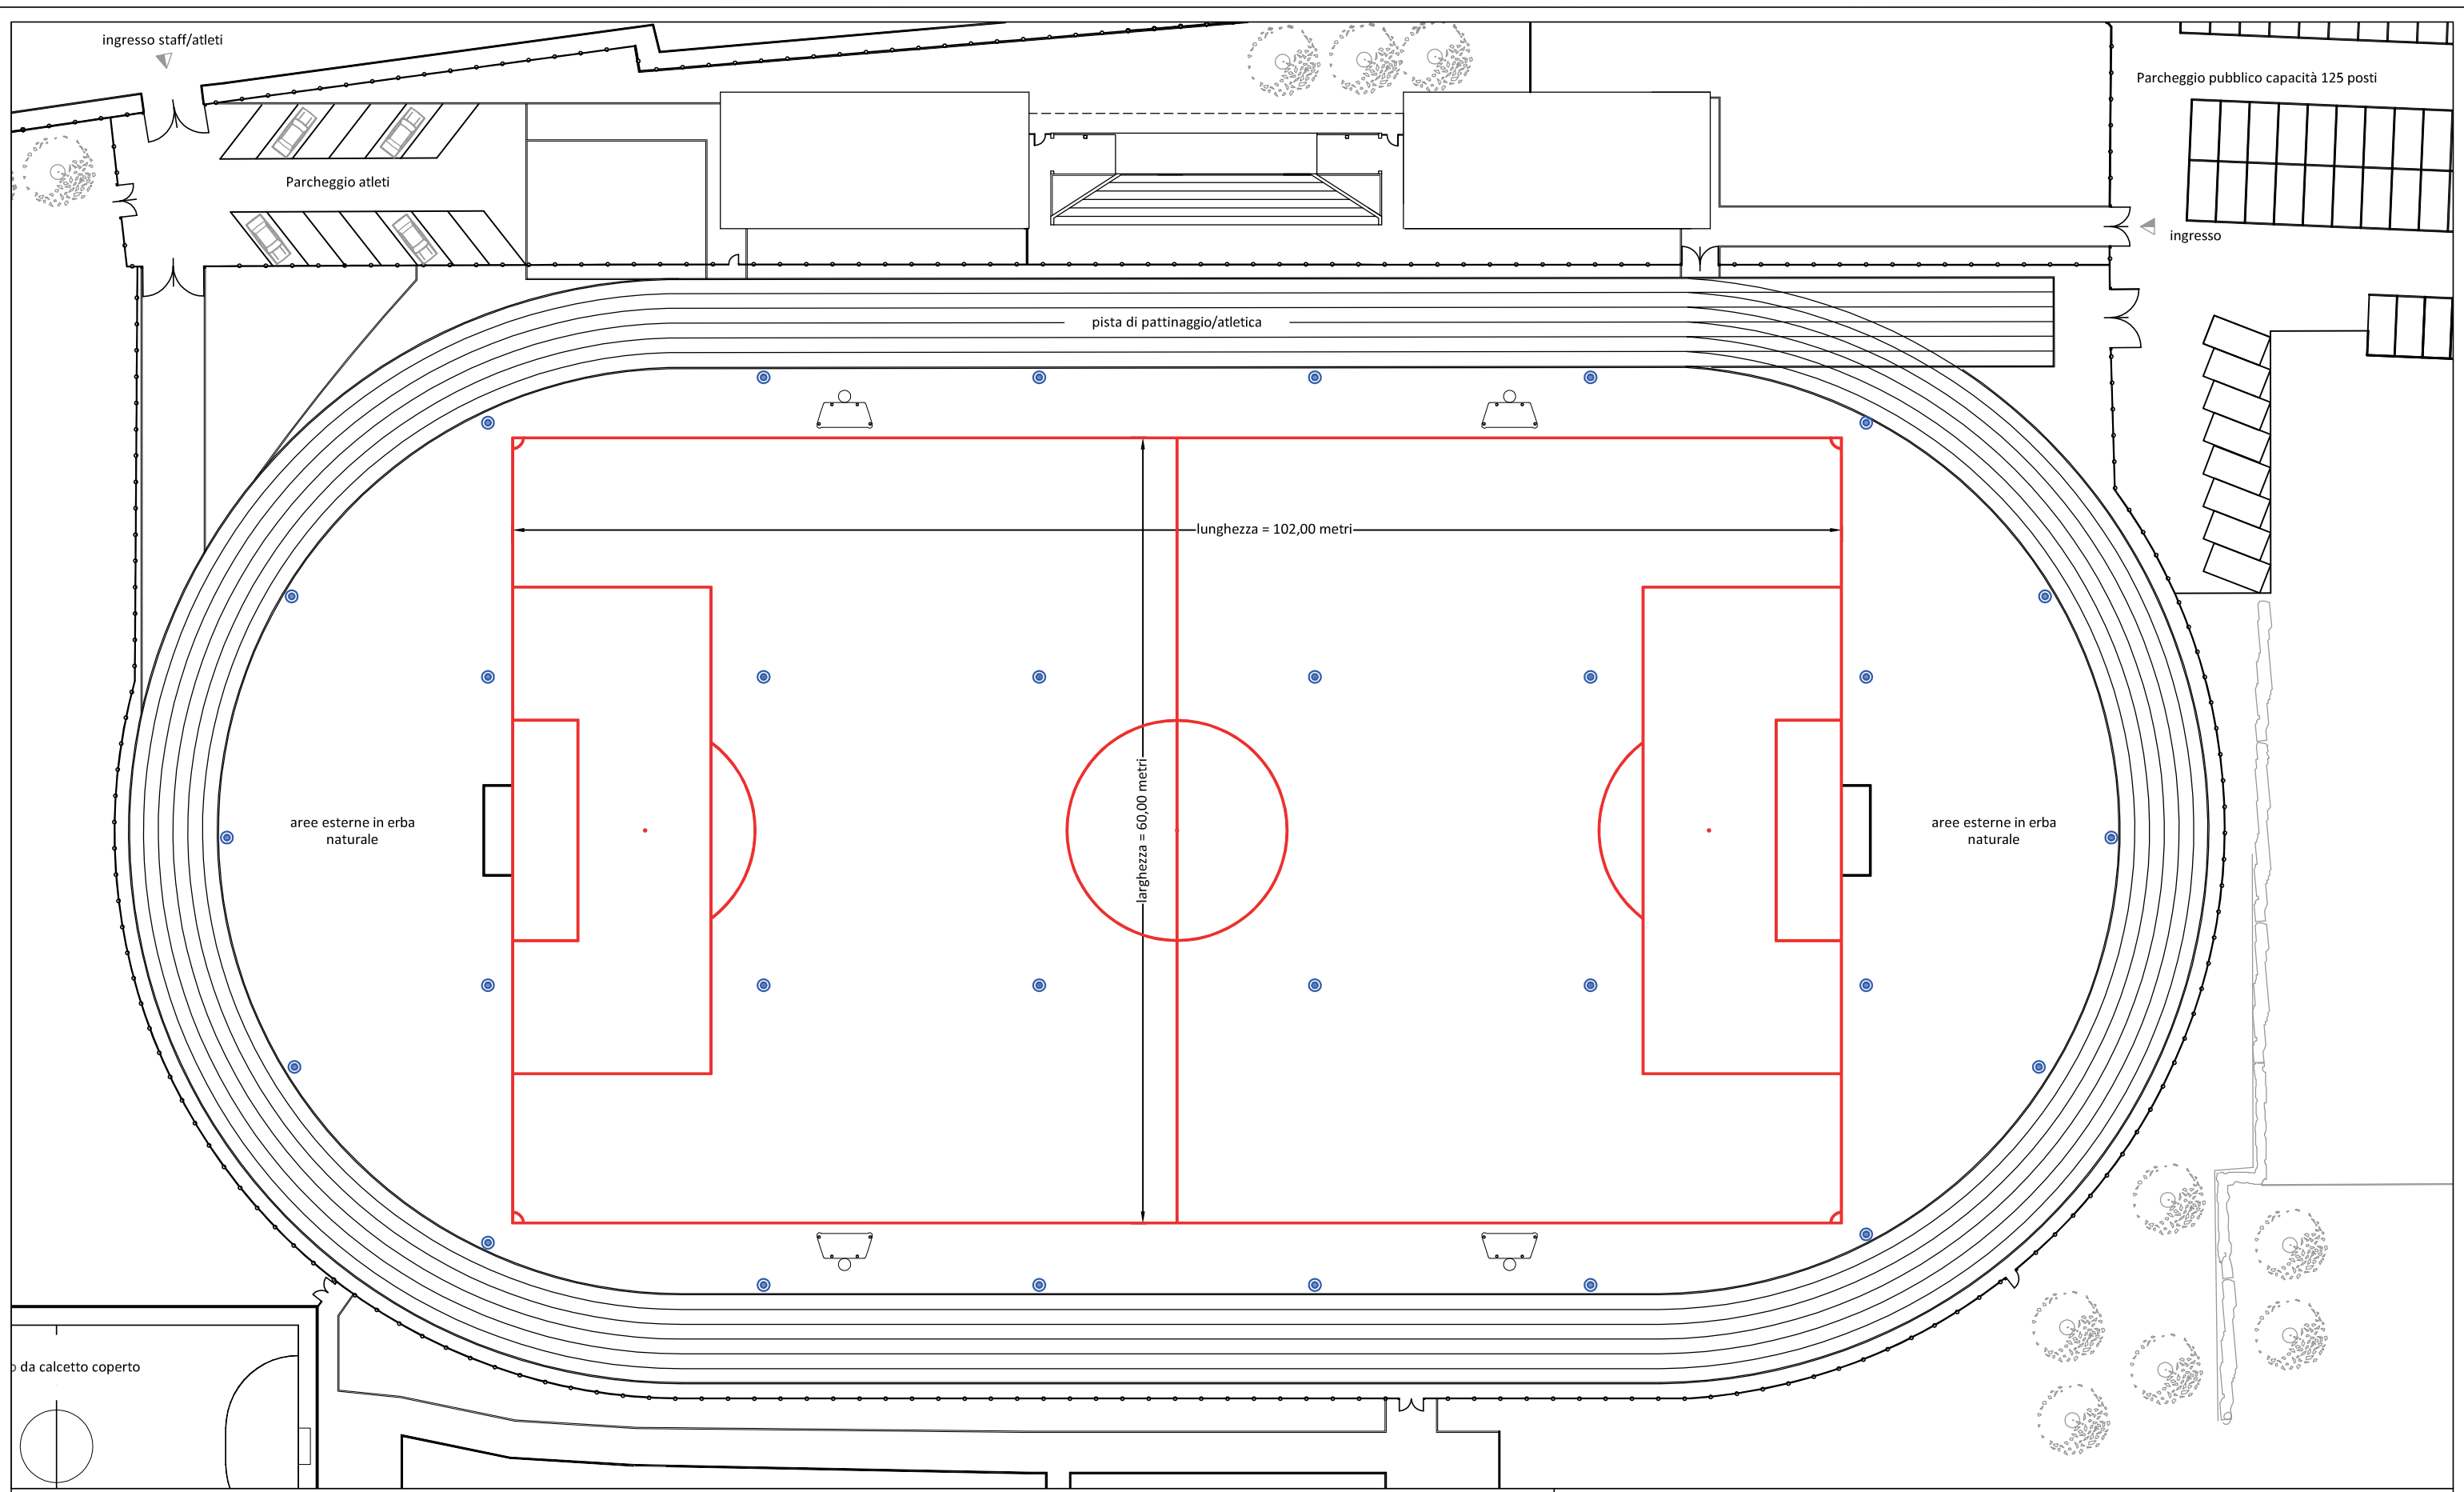 ingresso staff/atleti
Parcheggio pubblico capacità 125 posti
Parcheggio atleti
ingresso
pista di pattinaggio/atletica
lunghezza = 102,00 metri
larghezza = 60,00 metri
aree esterne in erba
naturale
aree esterne in erba
naturale
o da calcetto coperto